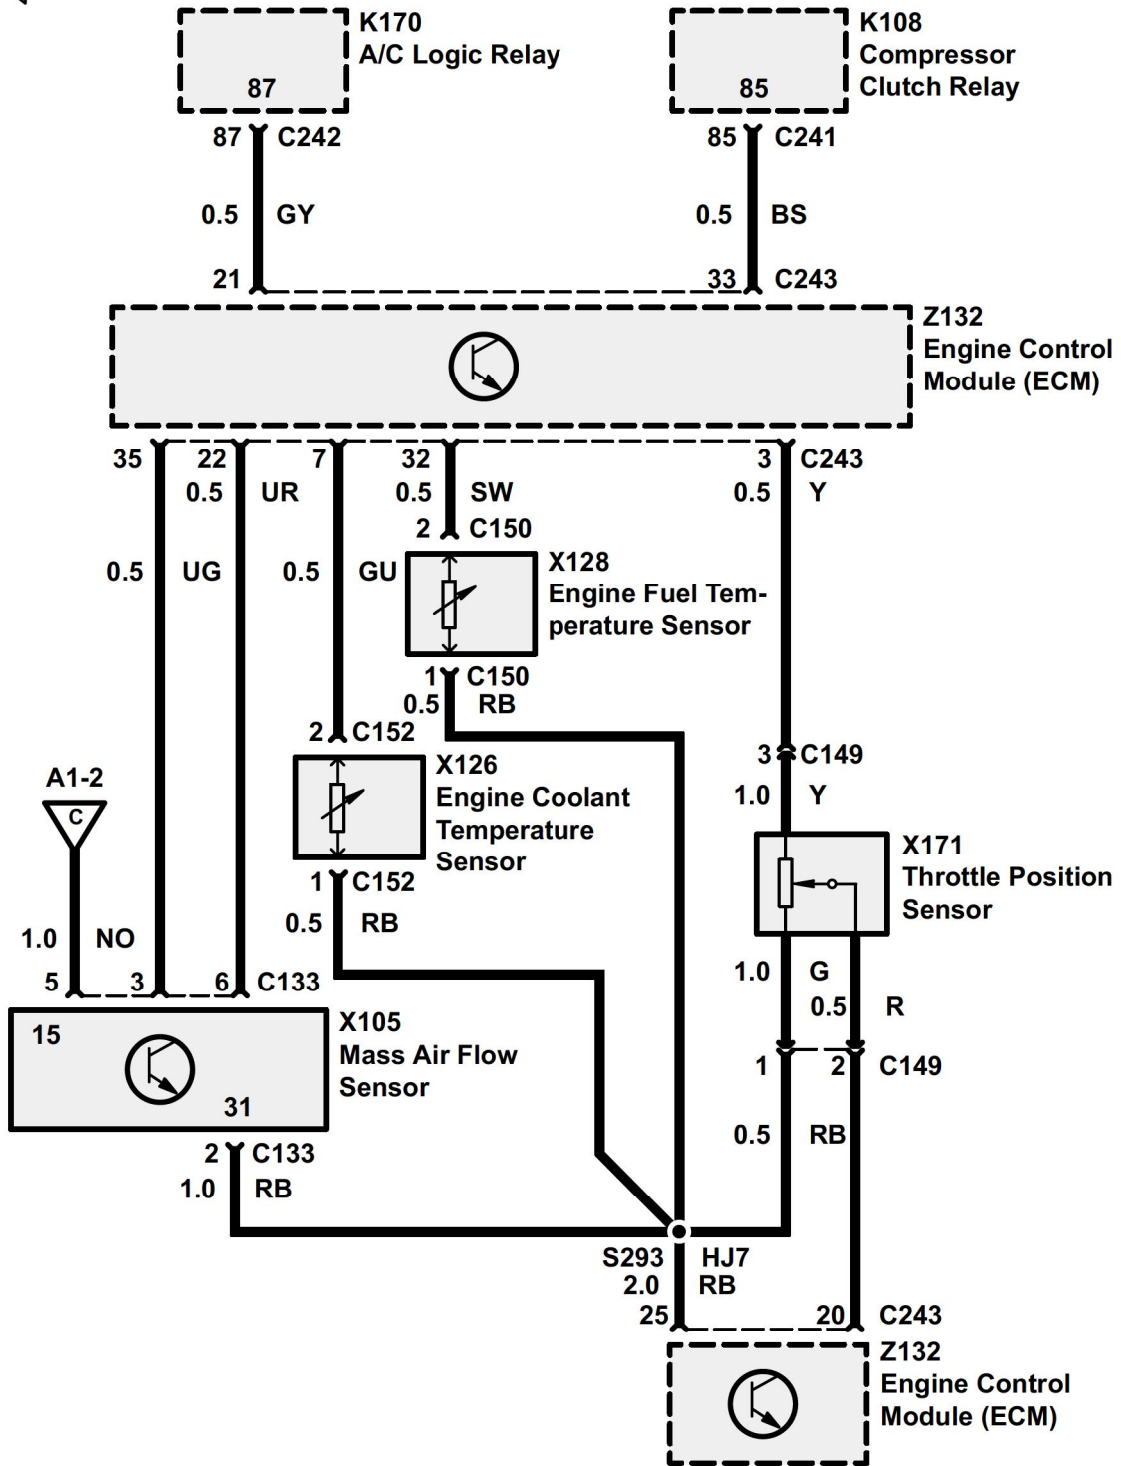 K170
A/C Logic Relay
87
K108
Compressor
Clutch Relay
85
87 C242
85 C241
0.5 GY
0.5 BS
21
33 C243
Z132
Engine Control
Module (ECM)
35 22 7 32 3 C243
0.5 UR 0.5 SW 0.5 Y
2 C150
0.5 UG 0.5 GU
X128
Engine Fuel Tem-
perature Sensor
1 C150
0.5 RB
2 C152
3 C149
X126
Engine Coolant
Temperature
Sensor
A1-2
C
1.0 Y
X171
Throttle Position
Sensor
1 C152
0.5 RB
1.0 NO
1.0 G
0.5 R
5 3 6 C133
15
31
X105
Mass Air Flow
Sensor
1 2 C149
0.5 RB
2 C133
1.0 RB
S293 HJ7
2.0 RB
25 20 C243
Z132
Engine Control
Module (ECM)